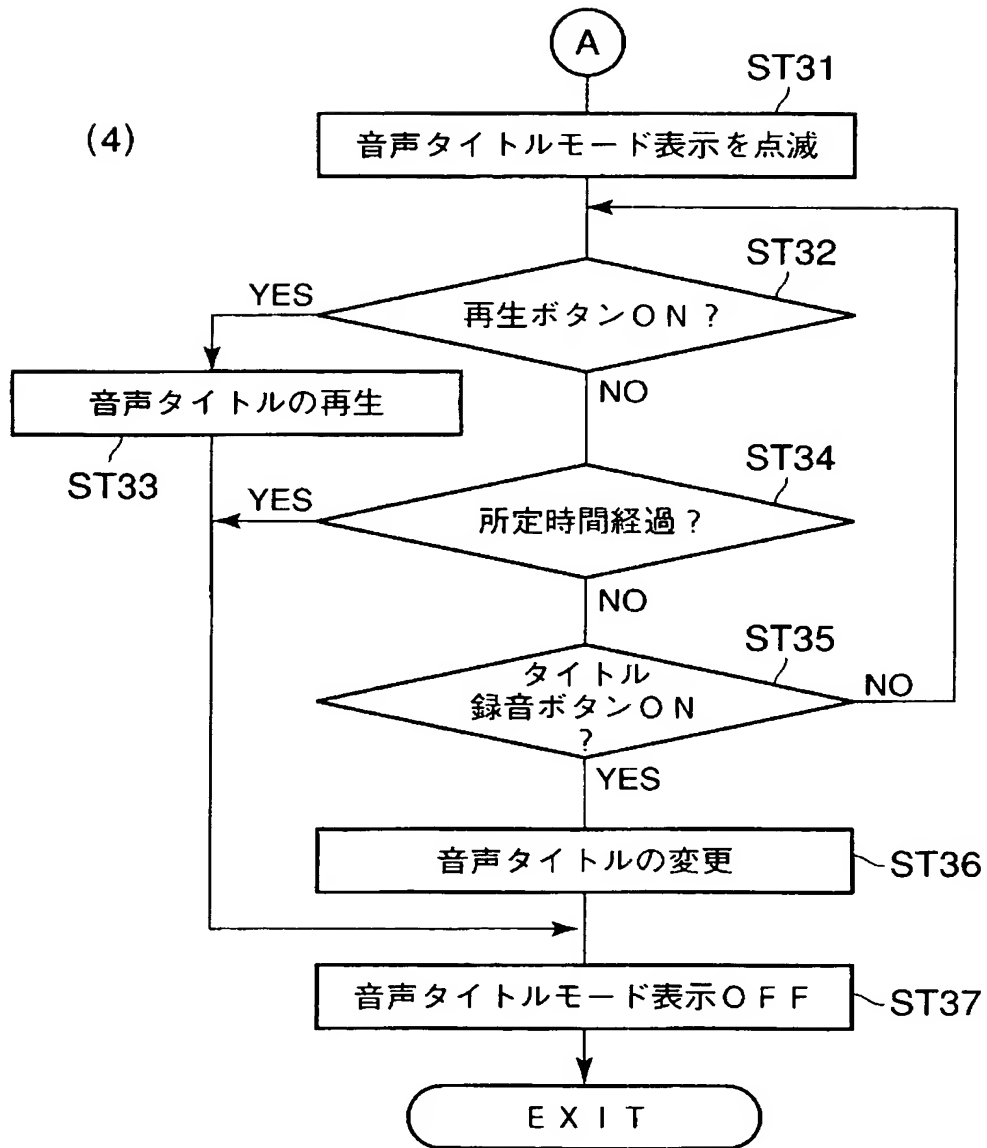 A
ST31
(4)
音声タイトルモード表示を点滅
ST32
YES
再生ボタンON?
NO
音声タイトルの再生
ST33
ST34
YES
所定時間経過?
NO
ST35
タイトル
録音ボタンON
?
NO
YES
音声タイトルの変更
ST36
音声タイトルモード表示OFF
ST37
EXIT